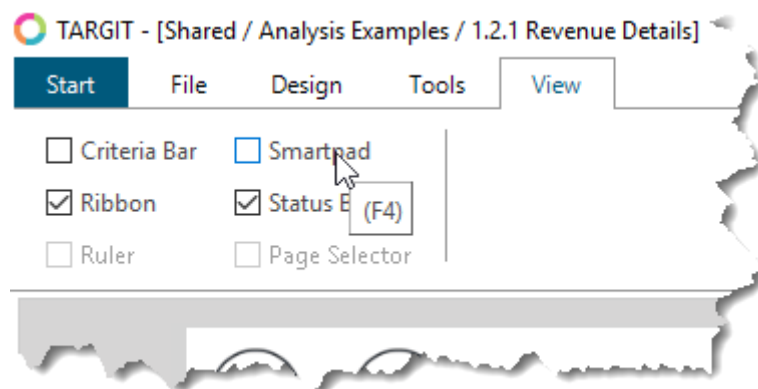 TARGIT - [Shared / Analysis Examples / 1.2.1 Revenue Details]
Start File Design Tools View
Criteria Bar Smartpad
Ribbon Status
(F4)
Ruler Page Selector